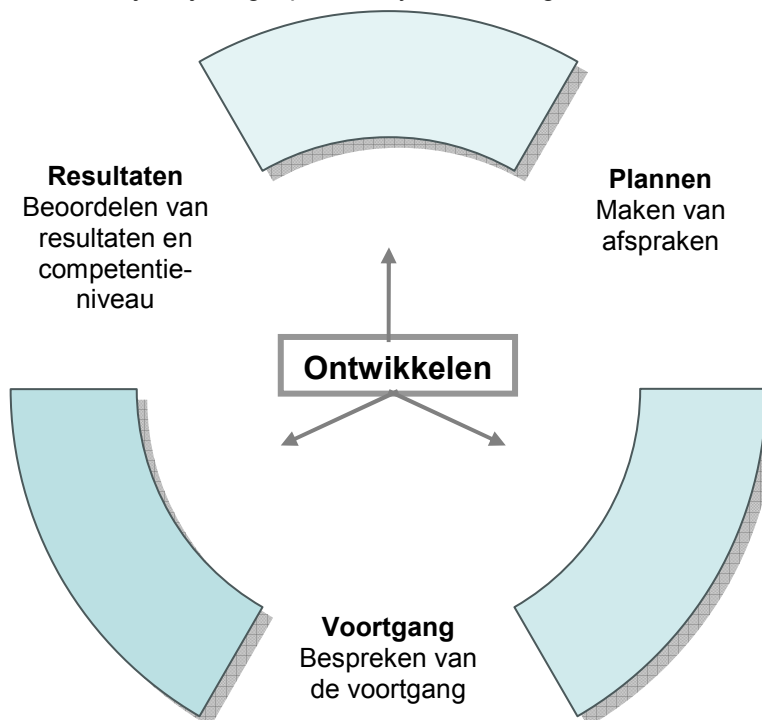 Resultaten
Beoordelen van
resultaten en
competentie-
niveau
Plannen
Maken van
afspraken
Ontwikkelen
Voortgang
Bespreken van
de voortgang